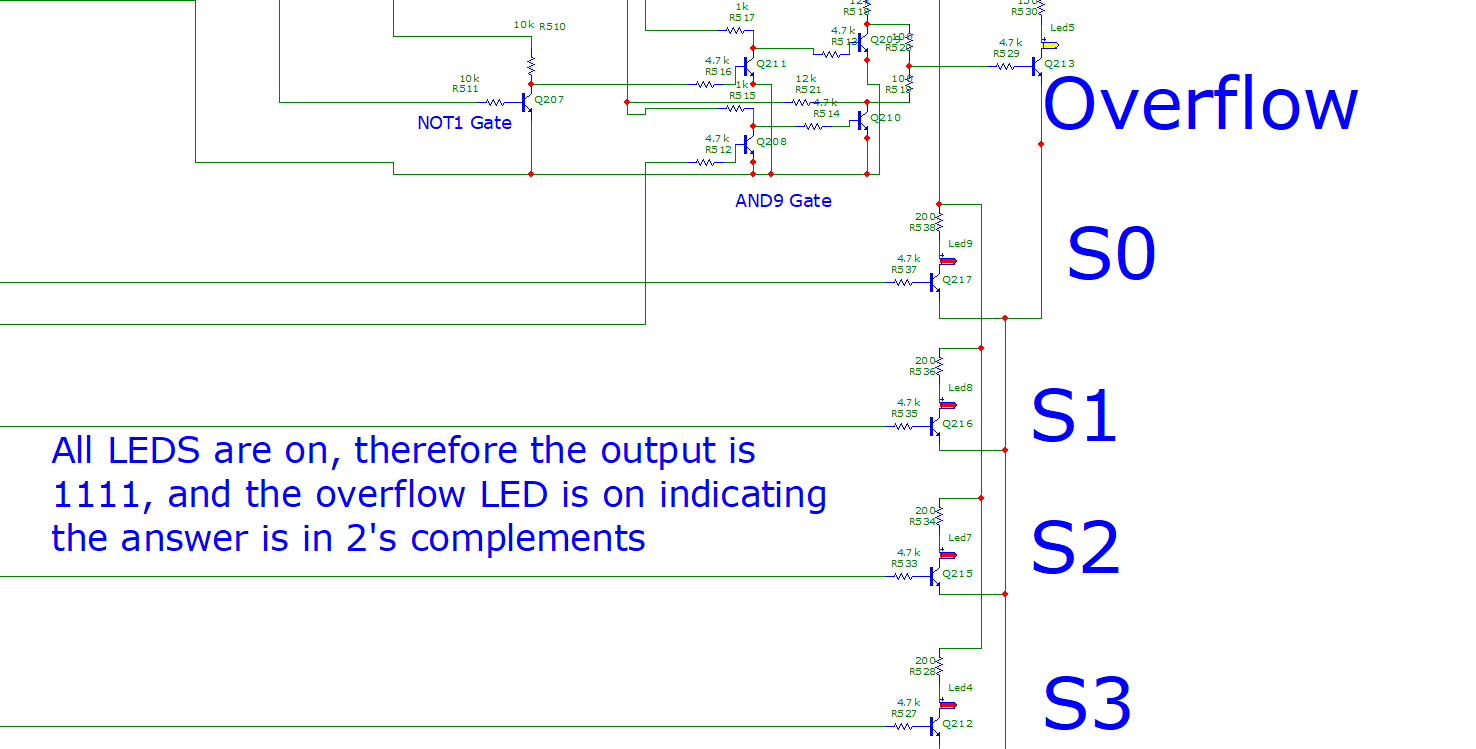 10k R510
1k
R517
12k
R518
150
R530
Led5
4.7k
R513
Q209
10k
R520
4.7k
R529
Q213
4.7k
R516
Q211
10k
R511
Q207
12k
R521
10k
R519
1k
R515
4.7k
R514
Q210
Overflow
NOT1 Gate
4.7k
R512
Q208
AND9 Gate
200
R538
Led9
4.7k
R537
Q217
S0
200
R536
Led8
4.7k
R535
Q216
S1
All LEDS are on, therefore the output is
1111, and the overflow LED is on indicating
the answer is in 2's complements
200
R534
Led7
4.7k
R533
Q215
S2
200
R528
Led4
4.7k
R527
Q212
S3